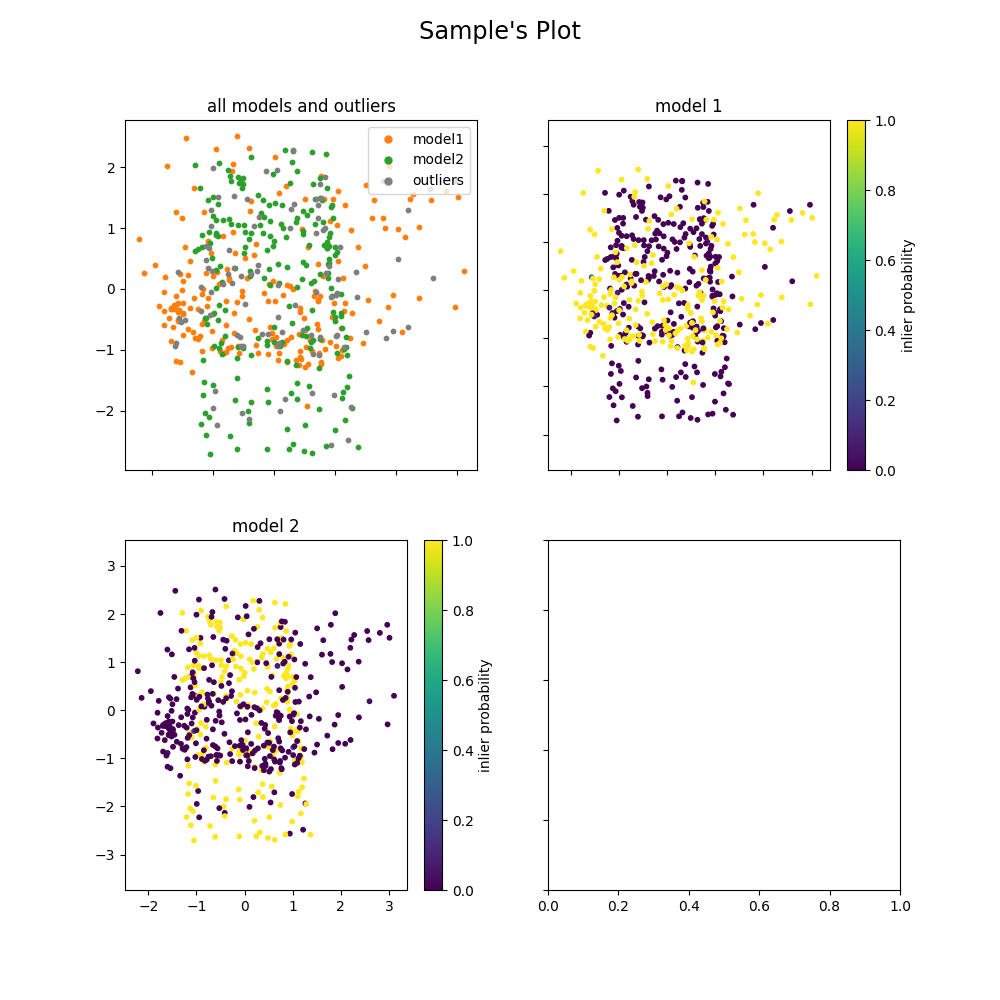 Sample's Plot
all models and outliers
model1
model2
outliers
2
1
0
−1
−2
model 1
1.0
0.8
0.6
0.4
0.2
0.0
inlier probability
model 2
3
2
1
0
−1
−2
−3
−2 −1 0 1 2 3
1.0
0.8
0.6
0.4
0.2
0.0
inlier probability
0.0 0.2 0.4 0.6 0.8 1.0